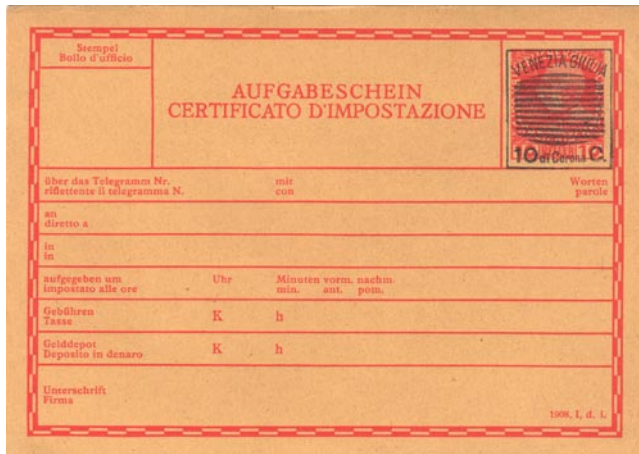 Stempel
Bollo d'ufficio
AUFGABESCHEIN
CERTIFICATO D'IMPOSTAZIONE
VENEZIA GIULIA
10 di Corona C.
über das Telegramm Nr. mit Worten
riflettente il telegramma N. con parole
an
diretto a
in
in
aufgegeben um Uhr Minuten vorm. nachm.
impostato alle ore min. ant. pom.
Gebühren K h
Tasse
Gelddepot K h
Deposito in denaro
Unterschrift
Firma
1908, I, d. i.